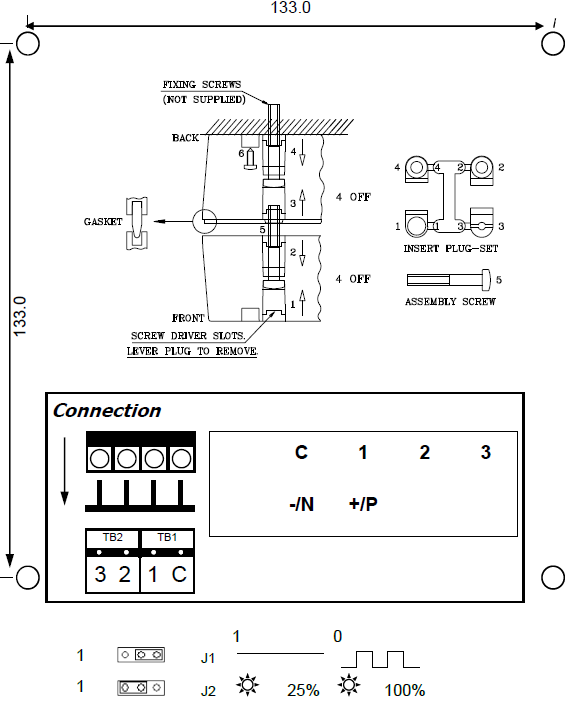 133.0
FIXING SCREWS
(NOT SUPPLIED)
BACK
6
4
3
4 OFF
GASKET
5
2
4 OFF
1
FRONT
SCREW DRIVER SLOTS.
LEVER PLUG TO REMOVE.
4 4 2 2
1 1 3 3
INSERT PLUG-SET
5
ASSEMBLY SCREW
133.0
Connection
C 1 2 3
-/N +/P
TB2 TB1
3 2 1 C
1 0
1 J1
1 J2 25% 100%